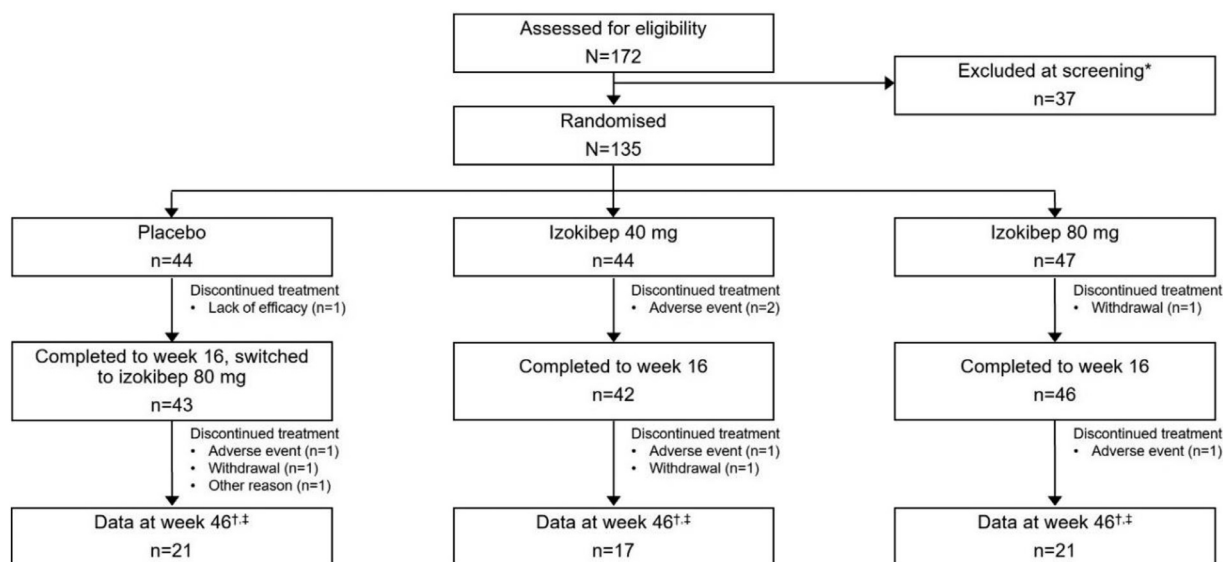 Assessed for eligibility
N=172
Excluded at screening*
n=37
Randomised
N=135
Placebo
n=44
Izokibep 40 mg
n=44
Izokibep 80 mg
n=47
Discontinued treatment
• Lack of efficacy (n=1)
Discontinued treatment
• Adverse event (n=2)
Discontinued treatment
• Withdrawal (n=1)
Completed to week 16, switched
to izokibep 80 mg
n=43
Completed to week 16
n=42
Completed to week 16
n=46
Discontinued treatment
• Adverse event (n=1)
• Withdrawal (n=1)
• Other reason (n=1)
Discontinued treatment
• Adverse event (n=1)
• Withdrawal (n=1)
Discontinued treatment
• Adverse event (n=1)
Data at week 46†,‡
n=21
Data at week 46†,‡
n=17
Data at week 46†,‡
n=21